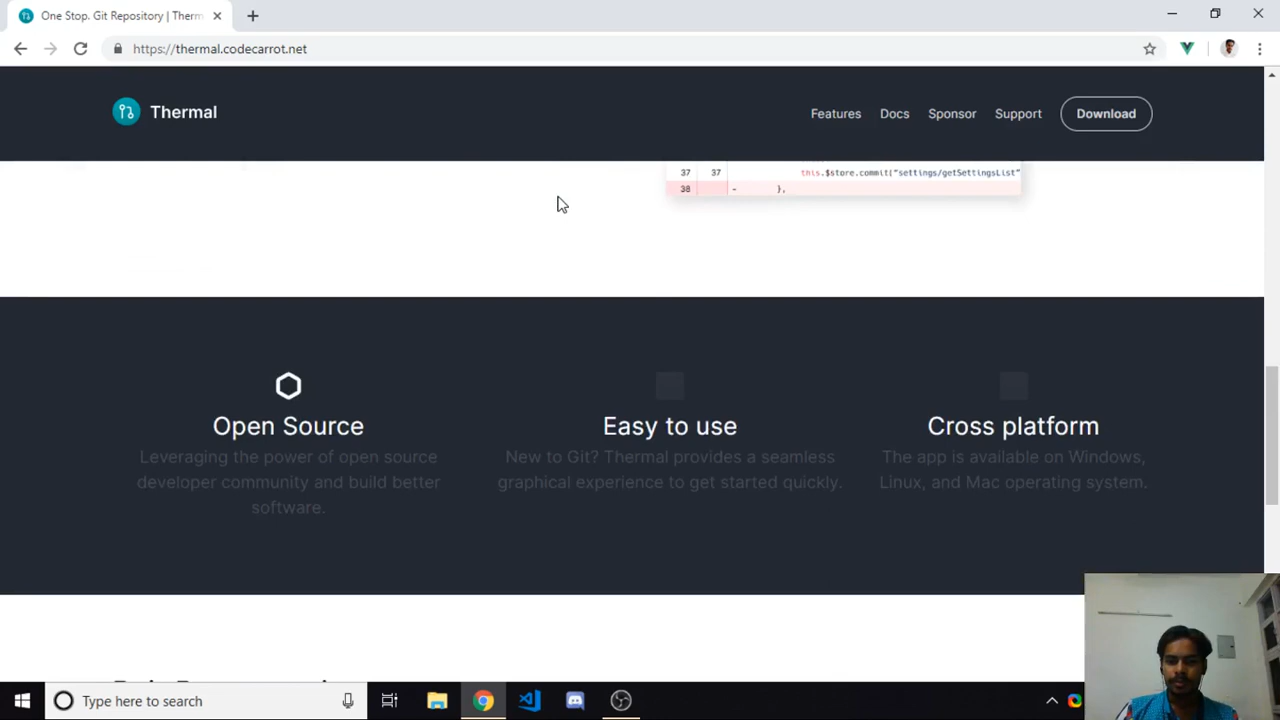 One Stop. Git Repository | Therm
https://thermal.codecarrot.net
Thermal
Features
Docs
Sponsor
Support
Download
37 37 this.$store.commit("settings/getSettingsList"
38 - },
Open Source
Leveraging the power of open source
developer community and build better
software.
Easy to use
New to Git? Thermal provides a seamless
graphical experience to get started quickly.
Cross platform
The app is available on Windows,
Linux, and Mac operating system.
Type here to search